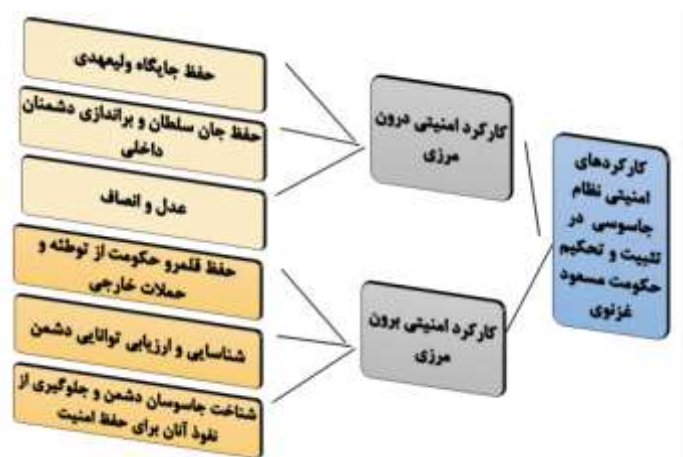 کارکردهای
امنیتی نظام
جاسوسی در
تثبیت و تحکیم
حکومت مسعود
غزنوی
کارکرد امنیتی درون
مرزی
حفظ جایگاه ولیعهدی
حفظ جان سلطان و براندازی دشمنان
داخلی
عدل و انصاف
کارکرد امنیتی برون
مرزی
حفظ قلمرو حکومت از توطئه و
حملات خارجی
شناسایی و ارزیابی توانایی دشمن
شناخت جاسوسان دشمن و جلوگیری از
نفوذ آنان برای حفظ امنیت